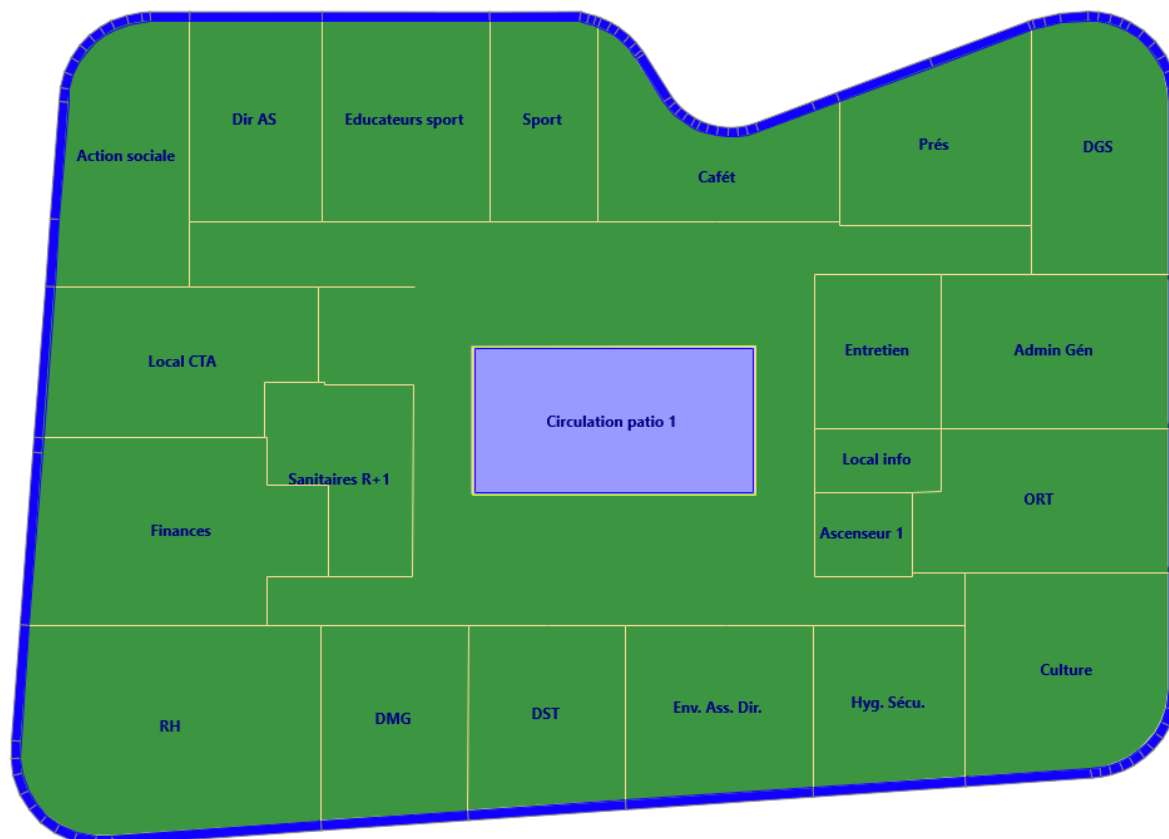 Dir AS
Educateurs sport
Sport
Action sociale
Cafét
Prés
DGS
Local CTA
Entretien
Admin Gén
Circulation patio 1
Local info
Sanitaires R+1
ORT
Finances
Ascenseur 1
Culture
RH
DMG
DST
Env. Ass. Dir.
Hyg. Sécu.